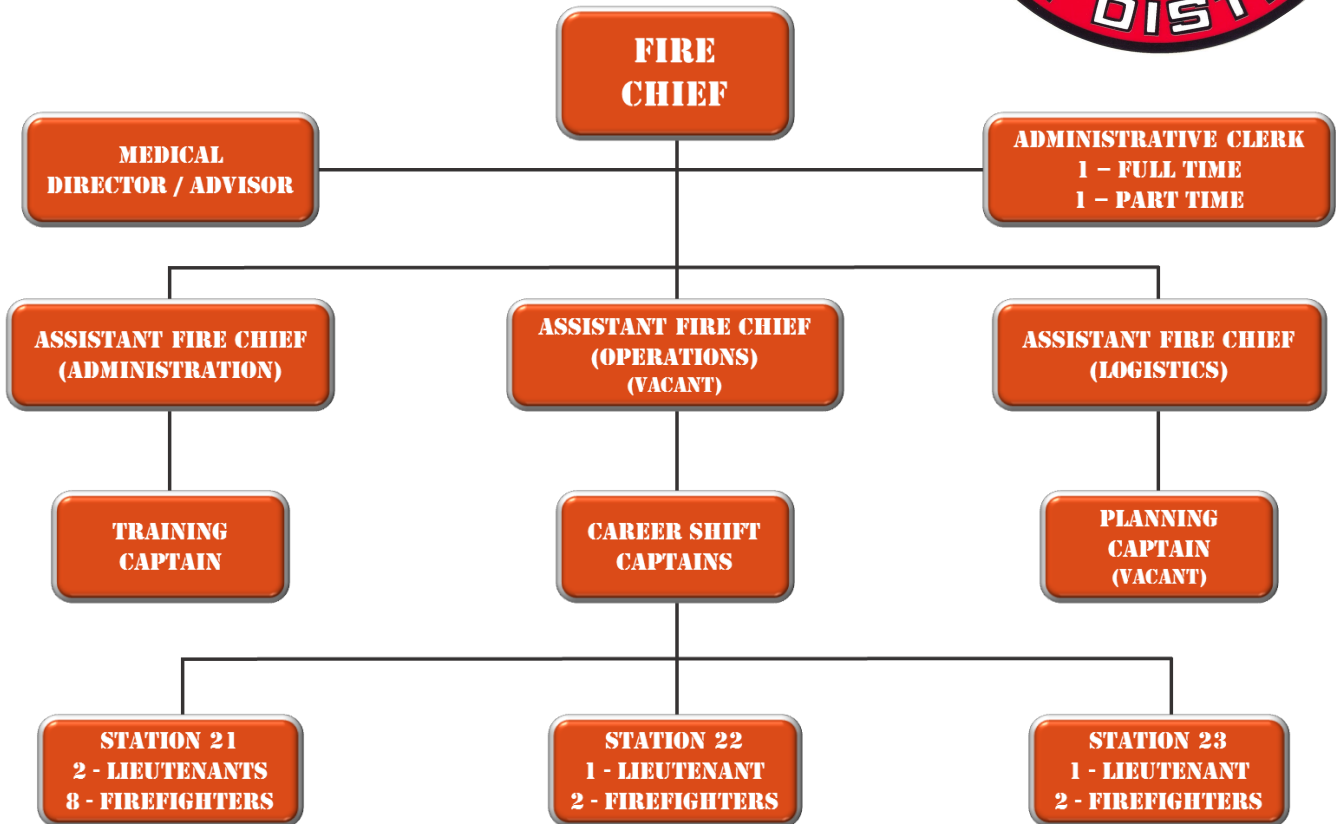 DIST
FIRE
CHIEF
MEDICAL
DIRECTOR / ADVISOR
ADMINISTRATIVE CLERK
1 – FULL TIME
1 – PART TIME
ASSISTANT FIRE CHIEF
(ADMINISTRATION)
ASSISTANT FIRE CHIEF
(OPERATIONS)
(VACANT)
ASSISTANT FIRE CHIEF
(LOGISTICS)
TRAINING
CAPTAIN
CAREER SHIFT
CAPTAINS
PLANNING
CAPTAIN
(VACANT)
STATION 21
2 - LIEUTENANTS
8 - FIREFIGHTERS
STATION 22
1 - LIEUTENANT
2 - FIREFIGHTERS
STATION 23
1 - LIEUTENANT
2 - FIREFIGHTERS